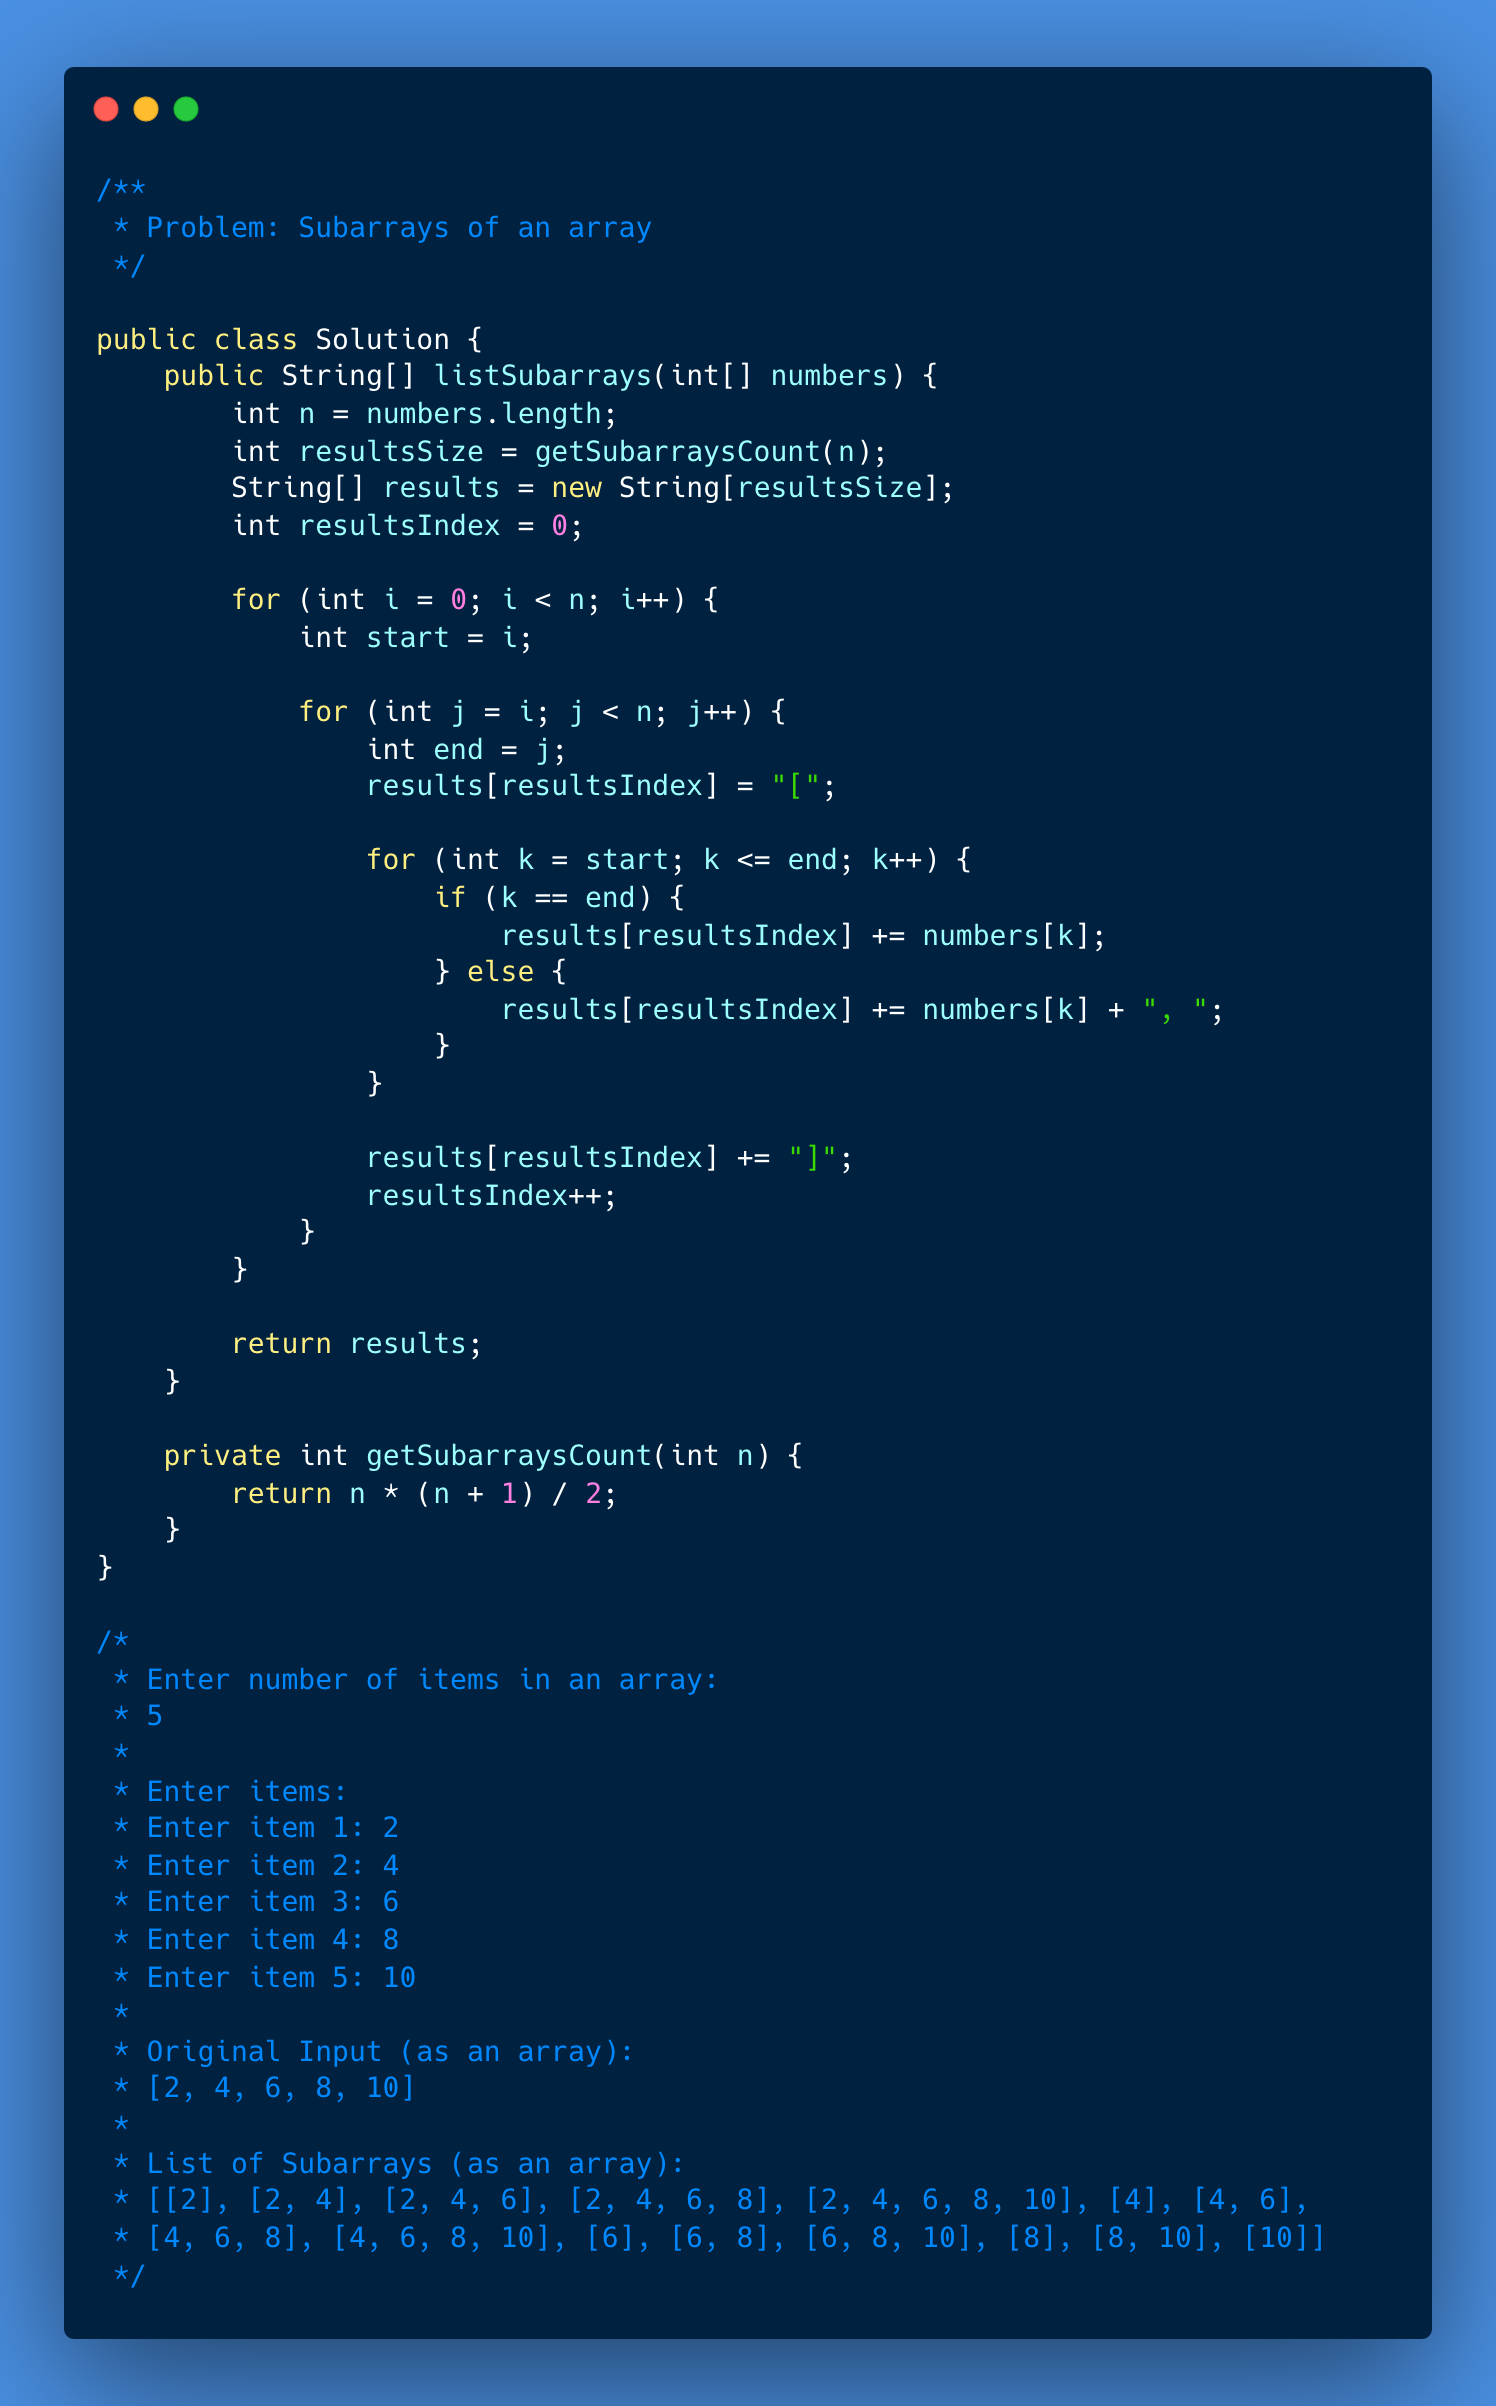 /**
 * Problem: Subarrays of an array
 */

public class Solution {
    public String[] listSubarrays(int[] numbers) {
        int n = numbers.length;
        int resultsSize = getSubarraysCount(n);
        String[] results = new String[resultsSize];
        int resultsIndex = 0;

        for (int i = 0; i < n; i++) {
            int start = i;

            for (int j = i; j < n; j++) {
                int end = j;
                results[resultsIndex] = "[";

                for (int k = start; k <= end; k++) {
                    if (k == end) {
                        results[resultsIndex] += numbers[k];
                    } else {
                        results[resultsIndex] += numbers[k] + ", ";
                    }
                }

                results[resultsIndex] += "]";
                resultsIndex++;
            }
        }

        return results;
    }

    private int getSubarraysCount(int n) {
        return n * (n + 1) / 2;
    }
}

/*
 * Enter number of items in an array:
 * 5
 *
 * Enter items:
 * Enter item 1: 2
 * Enter item 2: 4
 * Enter item 3: 6
 * Enter item 4: 8
 * Enter item 5: 10
 *
 * Original Input (as an array):
 * [2, 4, 6, 8, 10]
 *
 * List of Subarrays (as an array):
 * [[2], [2, 4], [2, 4, 6], [2, 4, 6, 8], [2, 4, 6, 8, 10], [4], [4, 6],
 * [4, 6, 8], [4, 6, 8, 10], [6], [6, 8], [6, 8, 10], [8], [8, 10], [10]]
 */